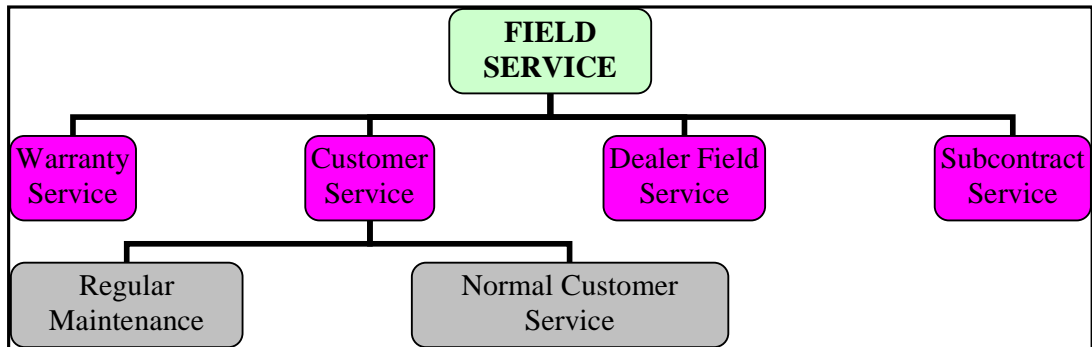 FIELD
SERVICE
Warranty
Service
Customer
Service
Dealer Field
Service
Subcontract
Service
Regular
Maintenance
Normal Customer
Service